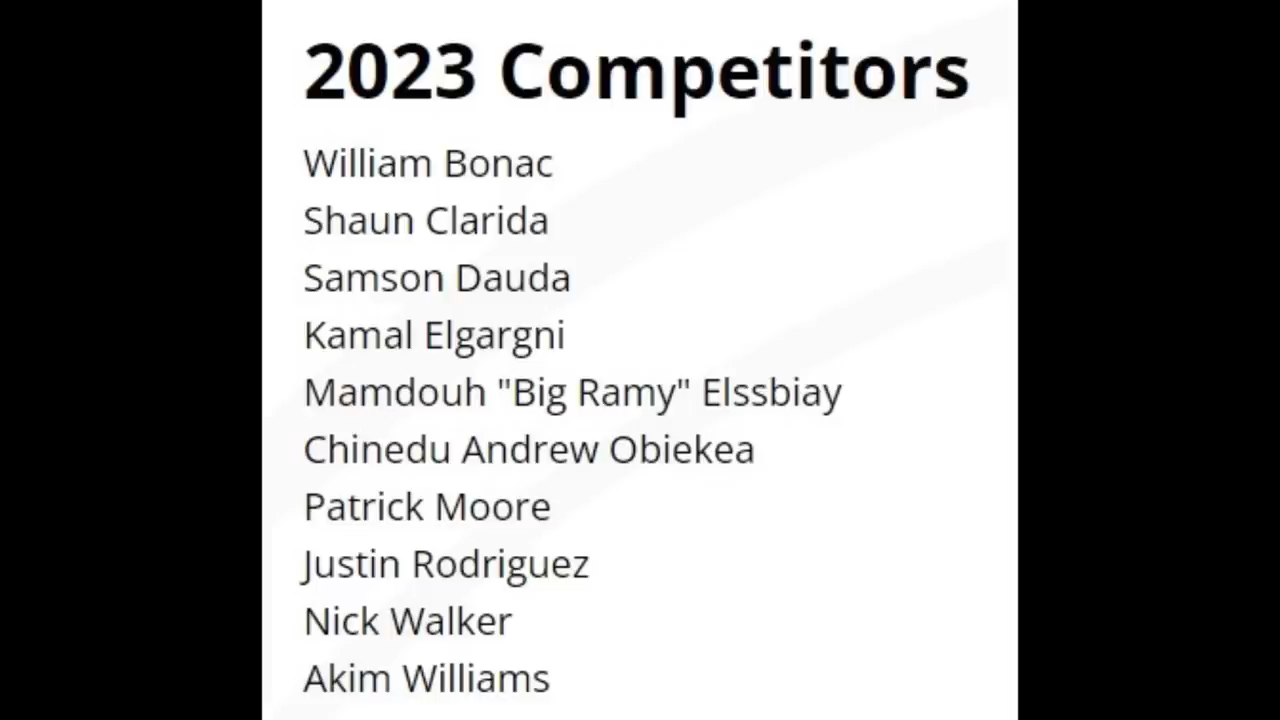 2023 Competitors
William Bonac
Shaun Clarida
Samson Dauda
Kamal Elgargni
Mamdouh "Big Ramy" Elssbiay
Chinedu Andrew Obiekea
Patrick Moore
Justin Rodriguez
Nick Walker
Akim Williams